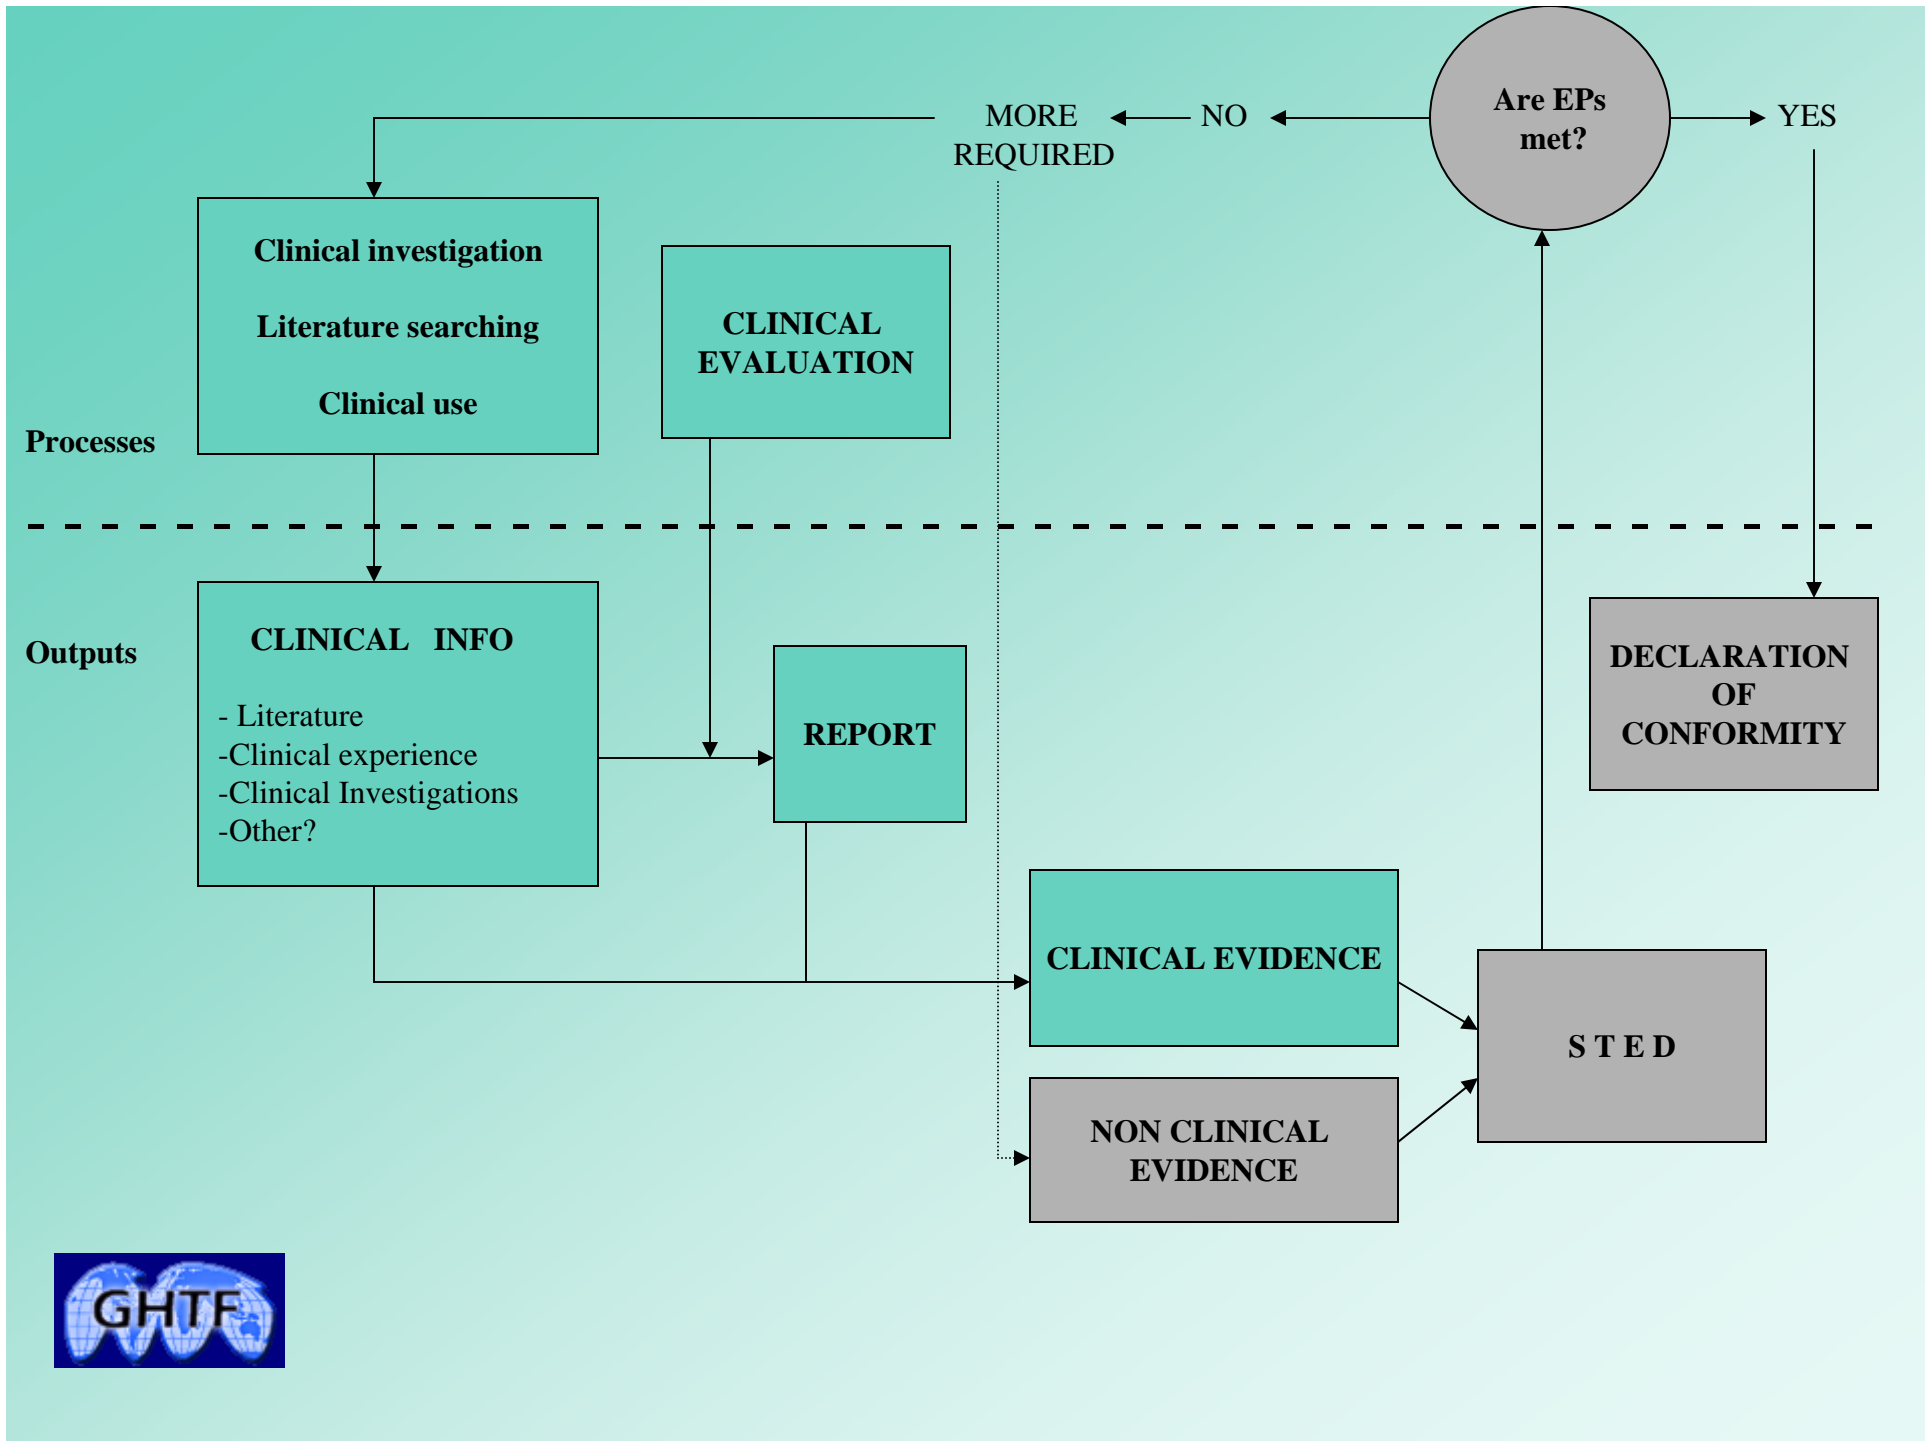 Are EPs
met?
MORE
REQUIRED
NO
YES
Clinical investigation
Literature searching
Clinical use
CLINICAL
EVALUATION
Processes
Outputs
CLINICAL INFO
- Literature
-Clinical experience
-Clinical Investigations
-Other?
REPORT
DECLARATION
OF
CONFORMITY
CLINICAL EVIDENCE
S T E D
NON CLINICAL
EVIDENCE
GHTF